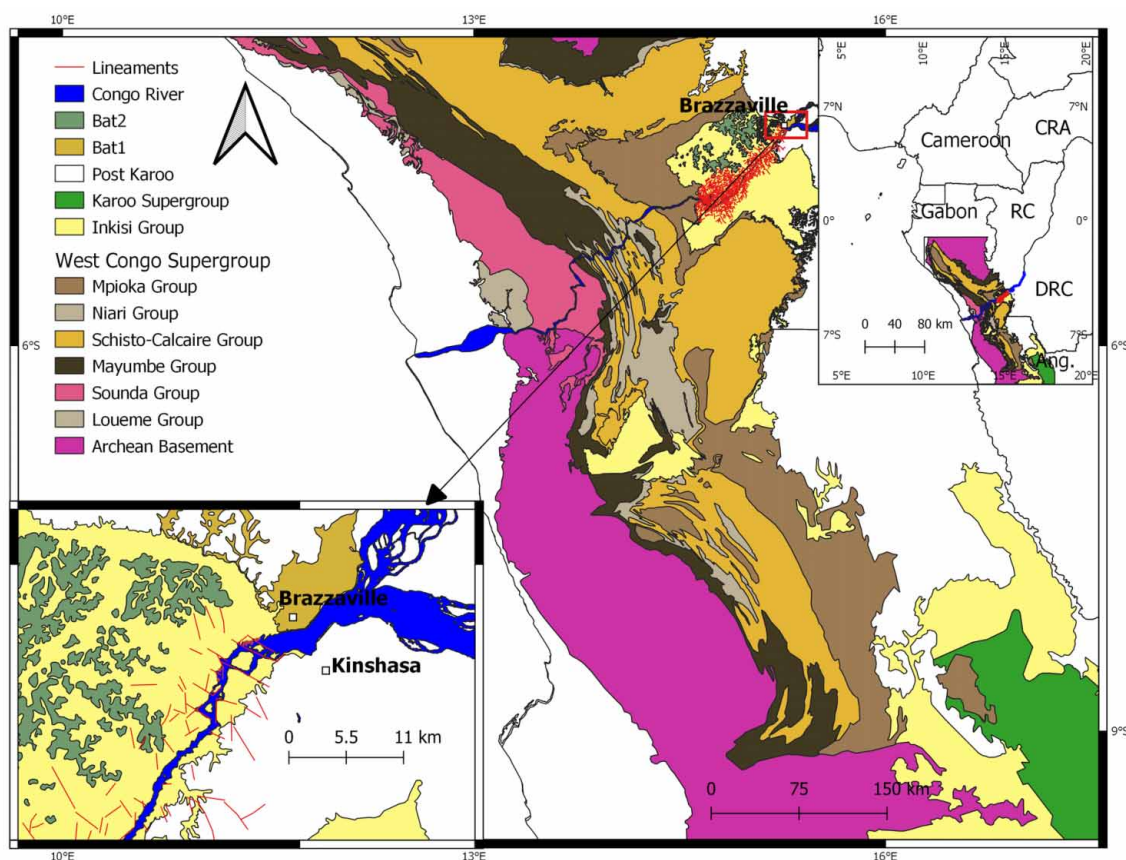 10°E
13°E
16°E
Lineaments
Congo River
Bat2
Bat1
Post Karoo
Karoo Supergroup
Inkisi Group
West Congo Supergroup
Mpioka Group
Niari Group
Schisto-Calcaire Group
Mayumbe Group
Sounda Group
Loueme Group
Archean Basement
Brazzaville
5°E
10°E
15°E
20°E
7°N
7°N
Cameroon
CRA
0°
0°
Gabon
RC
DRC
0 40 80 km
7°S
7°S
Ang.
5°E
10°E
15°E
20°E
6°S
6°S
Brazzaville
Kinshasa
0 5.5 11 km
9°S
0 75 150 km
10°E
13°E
16°E